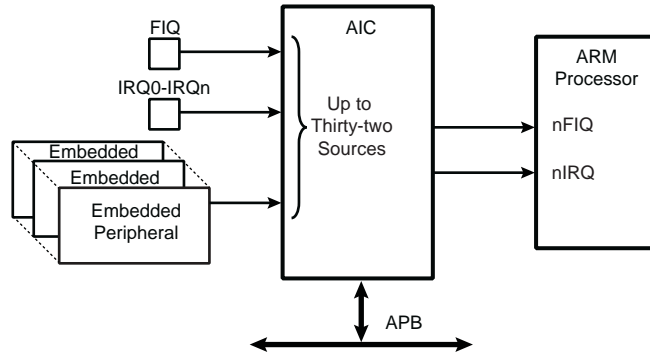 FIQ
IRQ0-IRQn
Embedded
Embedded
Embedded
Peripheral
AIC
Up to
Thirty-two
Sources
ARM
Processor
nFIQ
nIRQ
APB